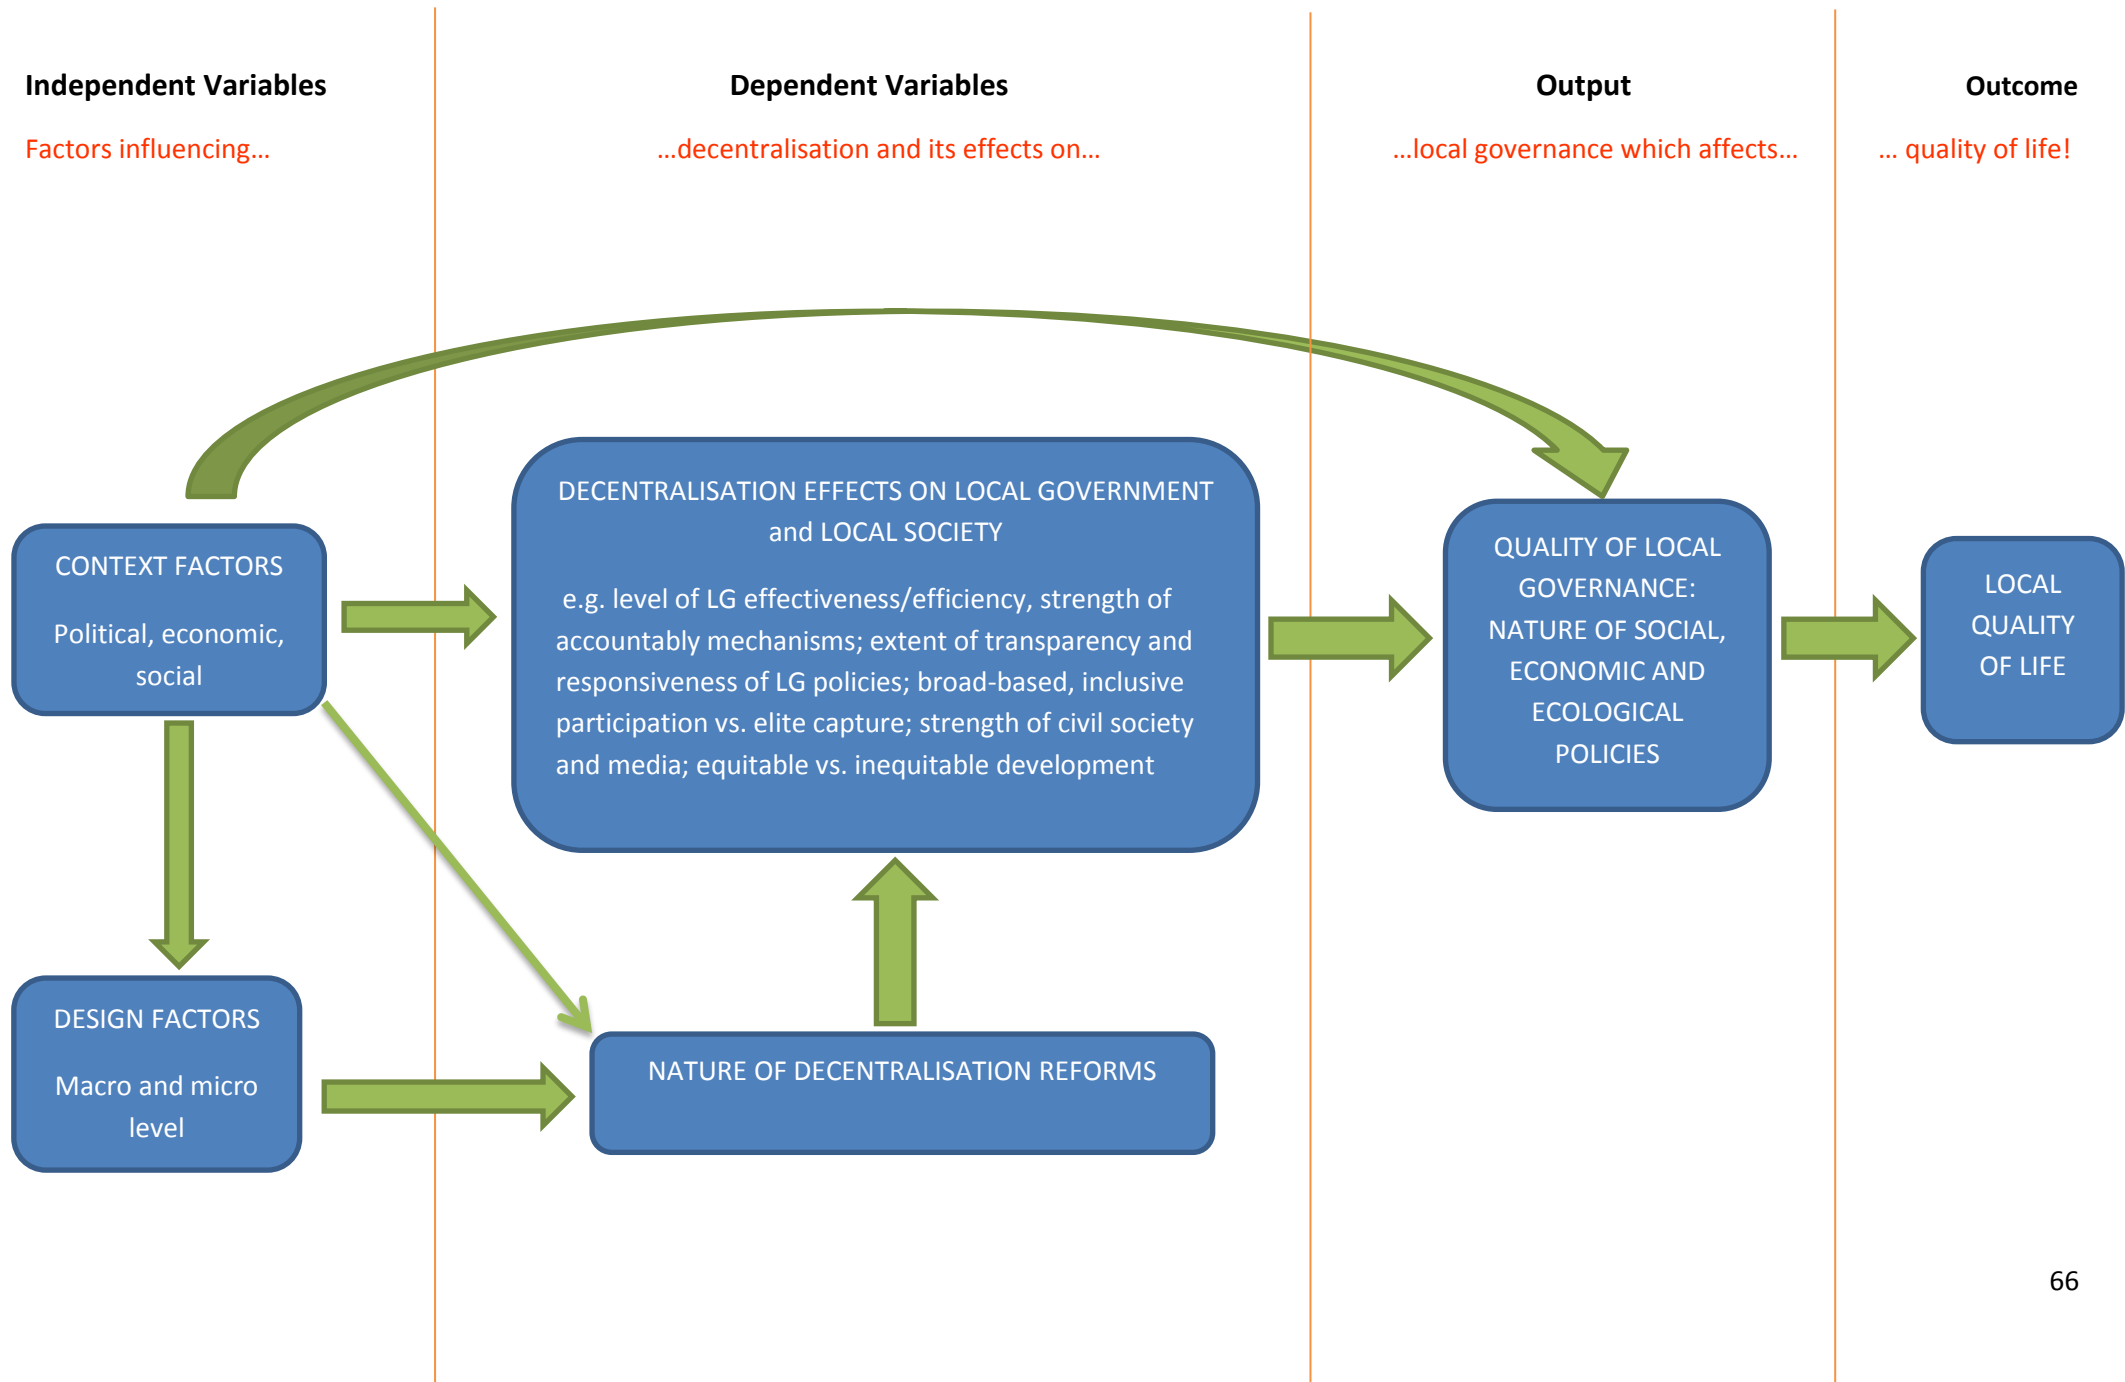 Independent Variables
Dependent Variables
Output
Outcome
Factors influencing…
…decentralisation and its effects on…
…local governance which affects…
… quality of life!
CONTEXT FACTORS
Political, economic,
social
DECENTRALISATION EFFECTS ON LOCAL GOVERNMENT
and LOCAL SOCIETY
e.g. level of LG effectiveness/efficiency, strength of
accountably mechanisms; extent of transparency and
responsiveness of LG policies; broad-based, inclusive
participation vs. elite capture; strength of civil society
and media; equitable vs. inequitable development
QUALITY OF LOCAL
GOVERNANCE:
NATURE OF SOCIAL,
ECONOMIC AND
ECOLOGICAL
POLICIES
LOCAL
QUALITY
OF LIFE
DESIGN FACTORS
Macro and micro
level
NATURE OF DECENTRALISATION REFORMS
66